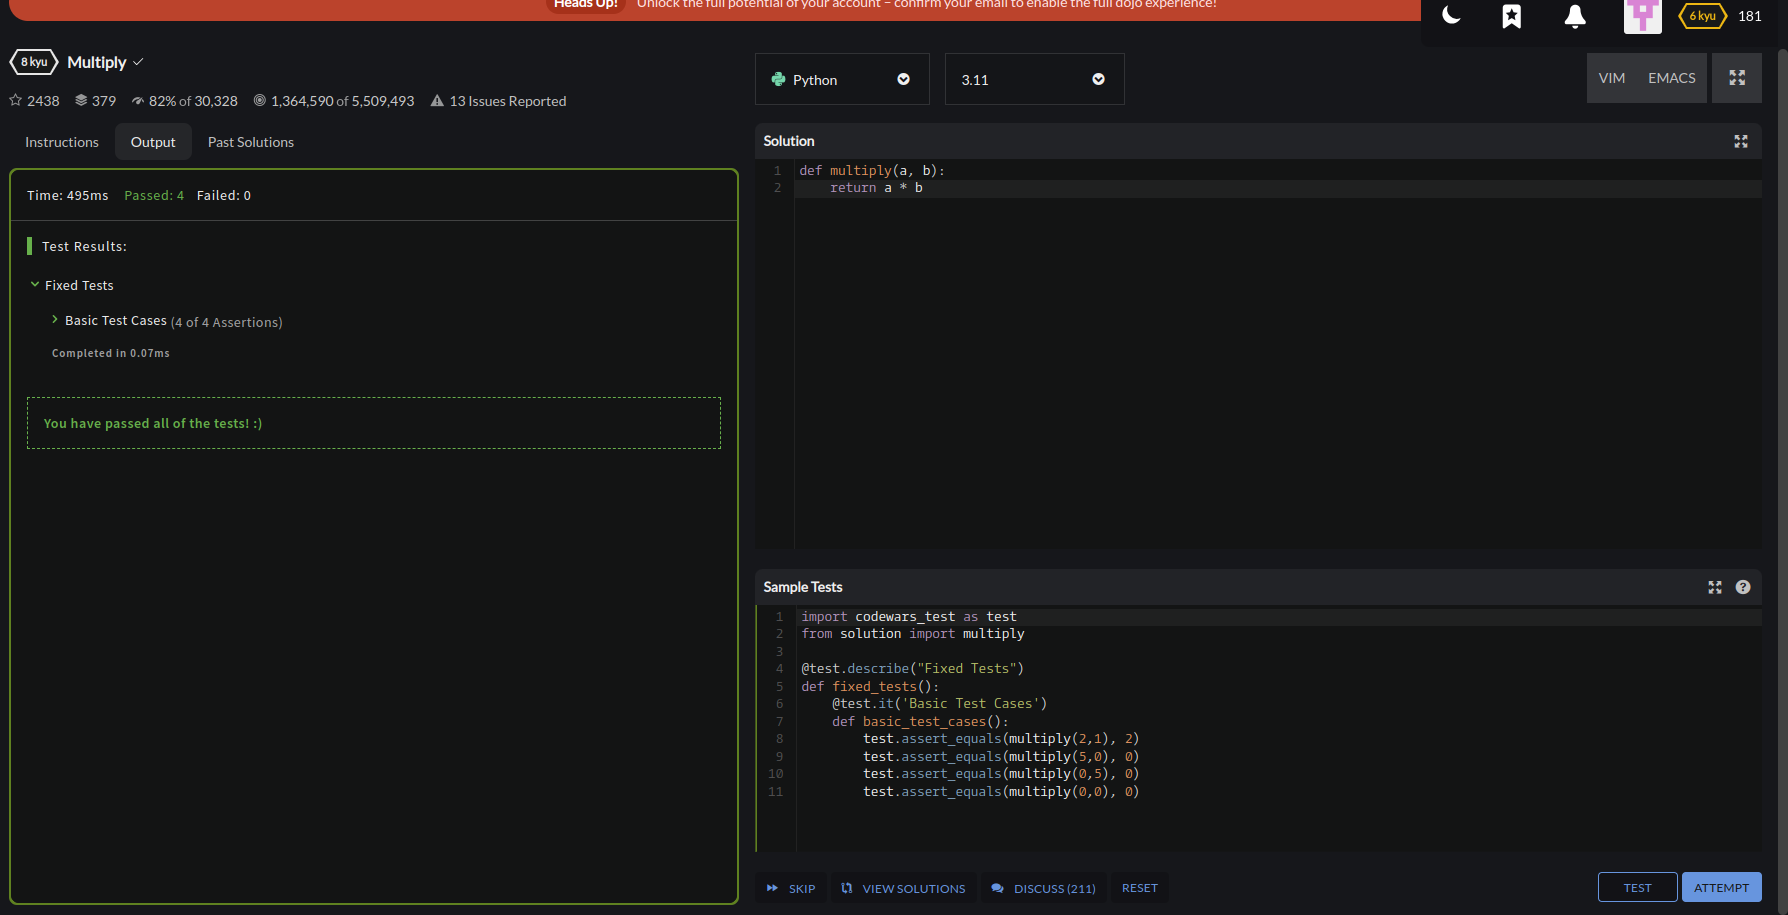 Heads Up! Unlock the full potential of your account – confirm your email to enable the full dojo experience!
6 kyu 181
8 kyu Multiply
2438 379 82% of 30,328 1,364,590 of 5,509,493 13 Issues Reported
Instructions Output Past Solutions
Time: 495ms Passed: 4 Failed: 0
Test Results:
Fixed Tests
Basic Test Cases (4 of 4 Assertions)
Completed in 0.07ms
You have passed all of the tests! :)
Python 3.11 VIM EMACS
Solution
1 def multiply(a, b):
2     return a * b
Sample Tests
1 import codewars_test as test
2 from solution import multiply
3
4 @test.describe("Fixed Tests")
5 def fixed_tests():
6     @test.it('Basic Test Cases')
7     def basic_test_cases():
8         test.assert_equals(multiply(2,1), 2)
9         test.assert_equals(multiply(5,0), 0)
10         test.assert_equals(multiply(0,5), 0)
11         test.assert_equals(multiply(0,0), 0)
SKIP VIEW SOLUTIONS DISCUSS (211) RESET TEST ATTEMPT